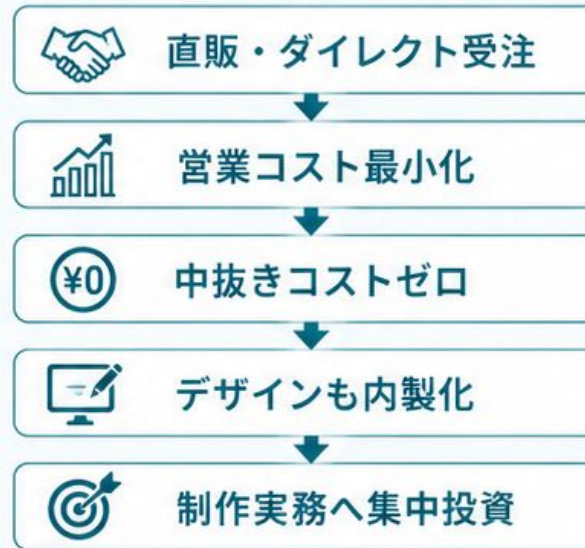 直販・ダイレクト受注
営業コスト最小化
¥0
中抜きコストゼロ
デザインも内製化
制作実務へ集中投資